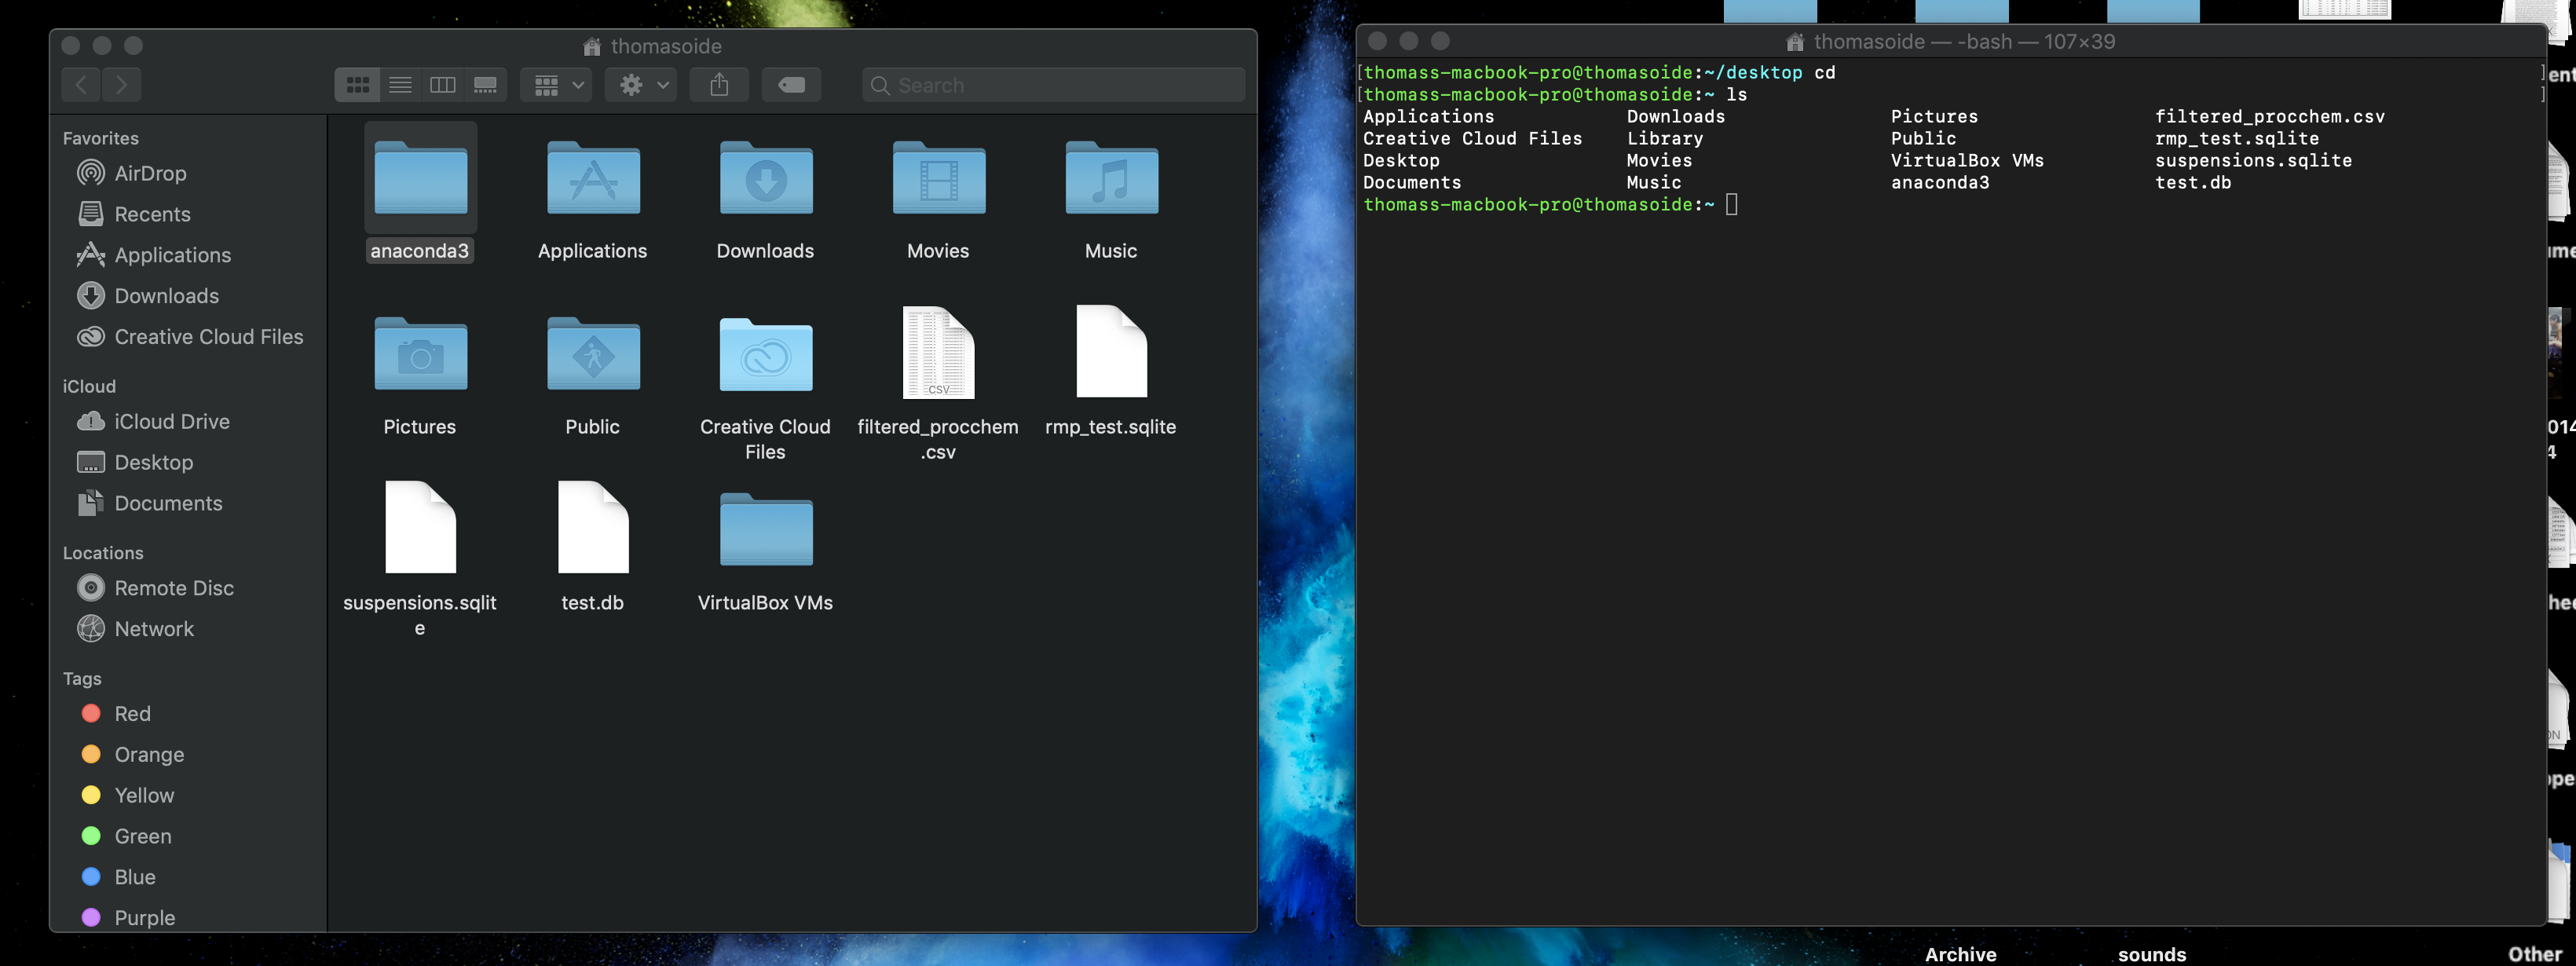 thomasoide
Search
Favorites
AirDrop
Recents
Applications
Downloads
Creative Cloud Files
iCloud
iCloud Drive
Desktop
Documents
Locations
Remote Disc
Network
Tags
Red
Orange
Yellow
Green
Blue
Purple
anaconda3
Applications
Downloads
Movies
Music
Pictures
Public
Creative Cloud
Files
CSV
filtered_procchem
.csv
rmp_test.sqlite
suspensions.sqlit
e
test.db
VirtualBox VMs
thomasoide — -bash — 107×39
[thomass-macbook-pro@thomasoide:~/desktop cd ]
[thomass-macbook-pro@thomasoide:~ ls ]
Applications Downloads Pictures filtered_procchem.csv
Creative Cloud Files Library Public rmp_test.sqlite
Desktop Movies VirtualBox VMs suspensions.sqlite
Documents Music anaconda3 test.db
thomass-macbook-pro@thomasoide:~
Archive
sounds
Other